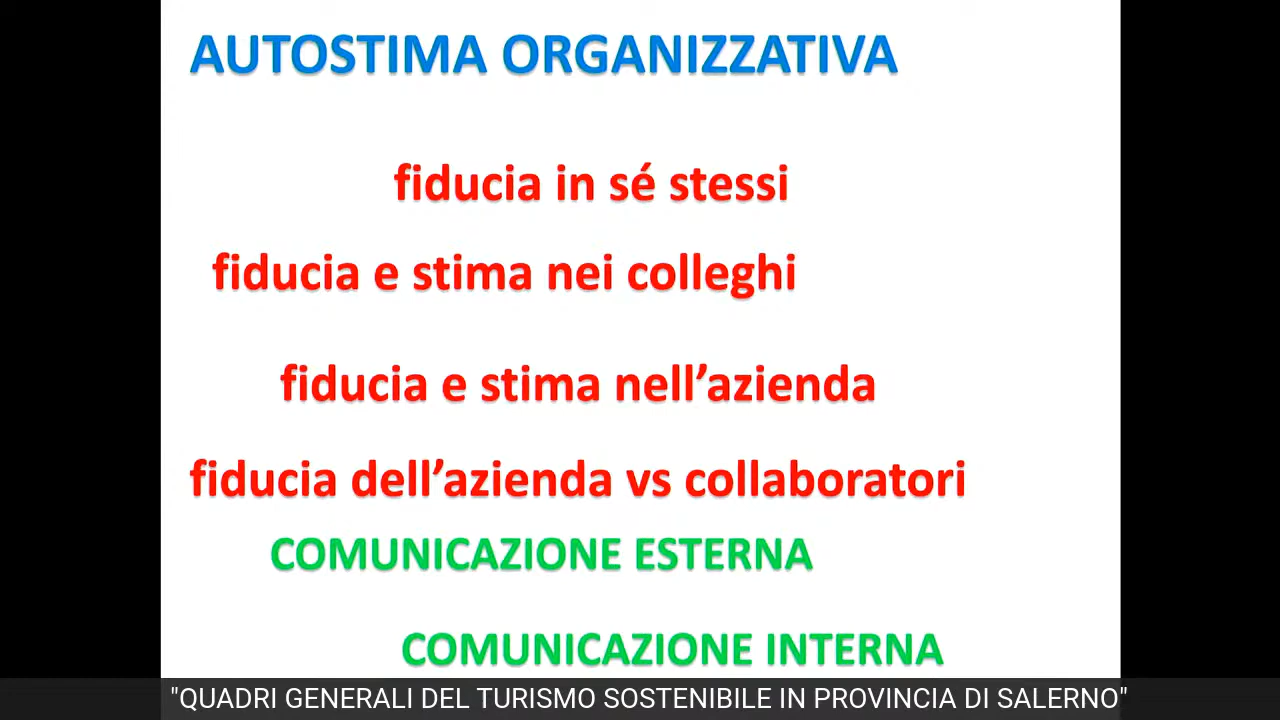 AUTOSTIMA ORGANIZZATIVA
fiducia in sé stessi
fiducia e stima nei colleghi
fiducia e stima nell’azienda
fiducia dell’azienda vs collaboratori
COMUNICAZIONE ESTERNA
COMUNICAZIONE INTERNA
"QUADRI GENERALI DEL TURISMO SOSTENIBILE IN PROVINCIA DI SALERNO"